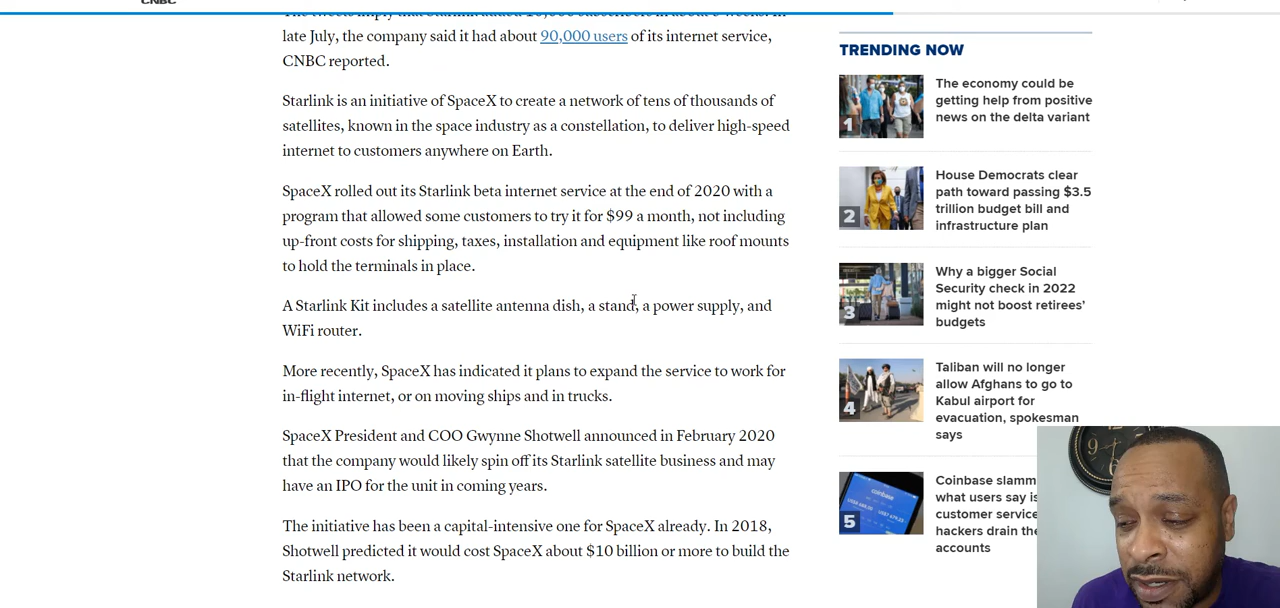 CNBC
The tweets imply that Starlink added 10,000 subscribers in about 3 weeks. In
late July, the company said it had about 90,000 users of its internet service,
CNBC reported.
Starlink is an initiative of SpaceX to create a network of tens of thousands of
satellites, known in the space industry as a constellation, to deliver high-speed
internet to customers anywhere on Earth.
SpaceX rolled out its Starlink beta internet service at the end of 2020 with a
program that allowed some customers to try it for $99 a month, not including
up-front costs for shipping, taxes, installation and equipment like roof mounts
to hold the terminals in place.
A Starlink Kit includes a satellite antenna dish, a stand, a power supply, and
WiFi router.
More recently, SpaceX has indicated it plans to expand the service to work for
in-flight internet, or on moving ships and in trucks.
SpaceX President and COO Gwynne Shotwell announced in February 2020
that the company would likely spin off its Starlink satellite business and may
have an IPO for the unit in coming years.
The initiative has been a capital-intensive one for SpaceX already. In 2018,
Shotwell predicted it would cost SpaceX about $10 billion or more to build the
Starlink network.
TRENDING NOW
1
The economy could be
getting help from positive
news on the delta variant
2
House Democrats clear
path toward passing $3.5
trillion budget bill and
infrastructure plan
3
Why a bigger Social
Security check in 2022
might not boost retirees’
budgets
4
Taliban will no longer
allow Afghans to go to
Kabul airport for
evacuation, spokesman
says
5
coinbase
Coinbase slamm
what users say is
customer service
hackers drain the
accounts